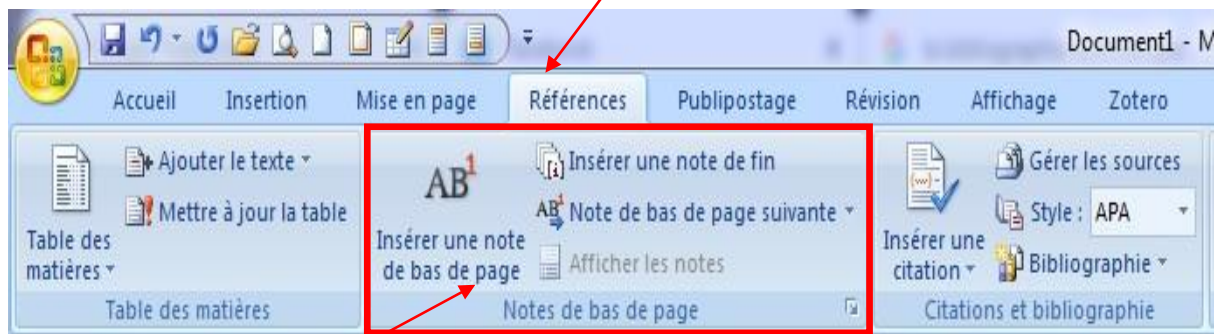 Document1 - M
Accueil Insertion Mise en page Références Publipostage Révision Affichage Zotero
Table des
matières
Ajouter le texte
Mettre à jour la table
Table des matières
AB1
Insérer une note
de bas de page
[i] Insérer une note de fin
AB1 Note de bas de page suivante
Afficher les notes
Notes de bas de page
Insérer une
citation
Gérer les sources
Style : APA
Bibliographie
Citations et bibliographie